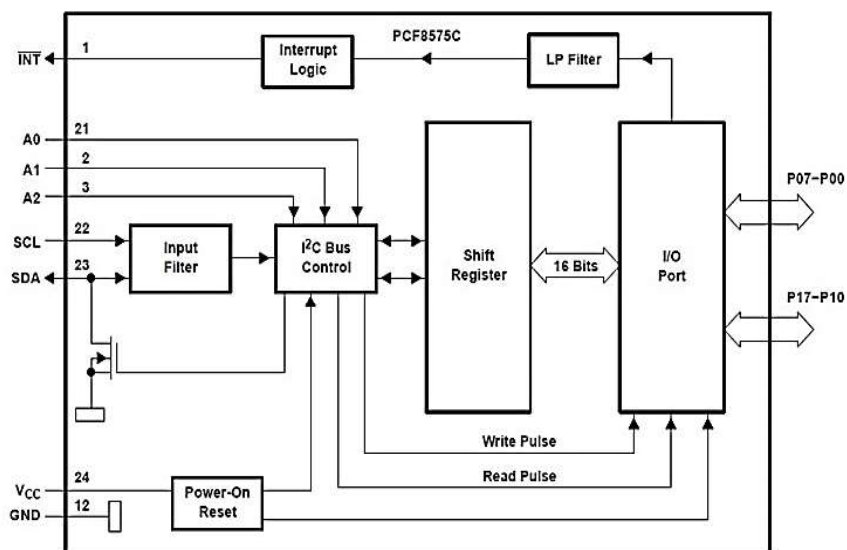 PCF8575C
INT
1
Interrupt
Logic
LP Filter
A0
21
A1
2
A2
3
SCL
22
SDA
23
Input
Filter
I²C Bus
Control
Shift
Register
16 Bits
I/O
Port
P07–P00
P17–P10
Write Pulse
Read Pulse
VCC
24
GND
12
Power-On
Reset